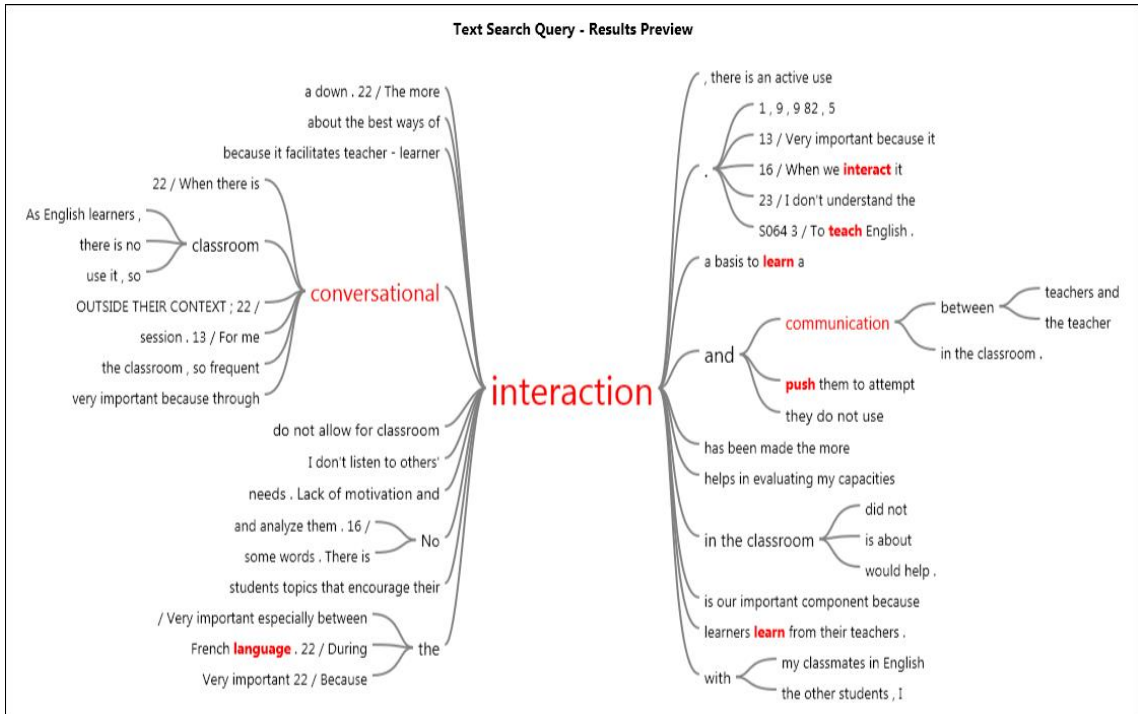 Text Search Query - Results Preview
a down . 22 / The more
about the best ways of
because it facilitates teacher - learner
22 / When there is
As English learners ,
there is no
use it , so
classroom
OUTSIDE THEIR CONTEXT ; 22 /
session . 13 / For me
the classroom , so frequent
very important because through
conversational
do not allow for classroom
I don't listen to others'
needs . Lack of motivation and
and analyze them . 16 /
some words . There is
No
students topics that encourage their
/ Very important especially between
French language . 22 / During
Very important 22 / Because
the
interaction
, there is an active use
.
1 , 9 , 9 82 , 5
13 / Very important because it
16 / When we interact it
23 / I don't understand the
S064 3 / To teach English .
a basis to learn a
and
communication
between
teachers and
the teacher
in the classroom .
push them to attempt
they do not use
has been made the more
helps in evaluating my capacities
in the classroom
did not
is about
would help .
is our important component because
learners learn from their teachers .
with
my classmates in English
the other students , I